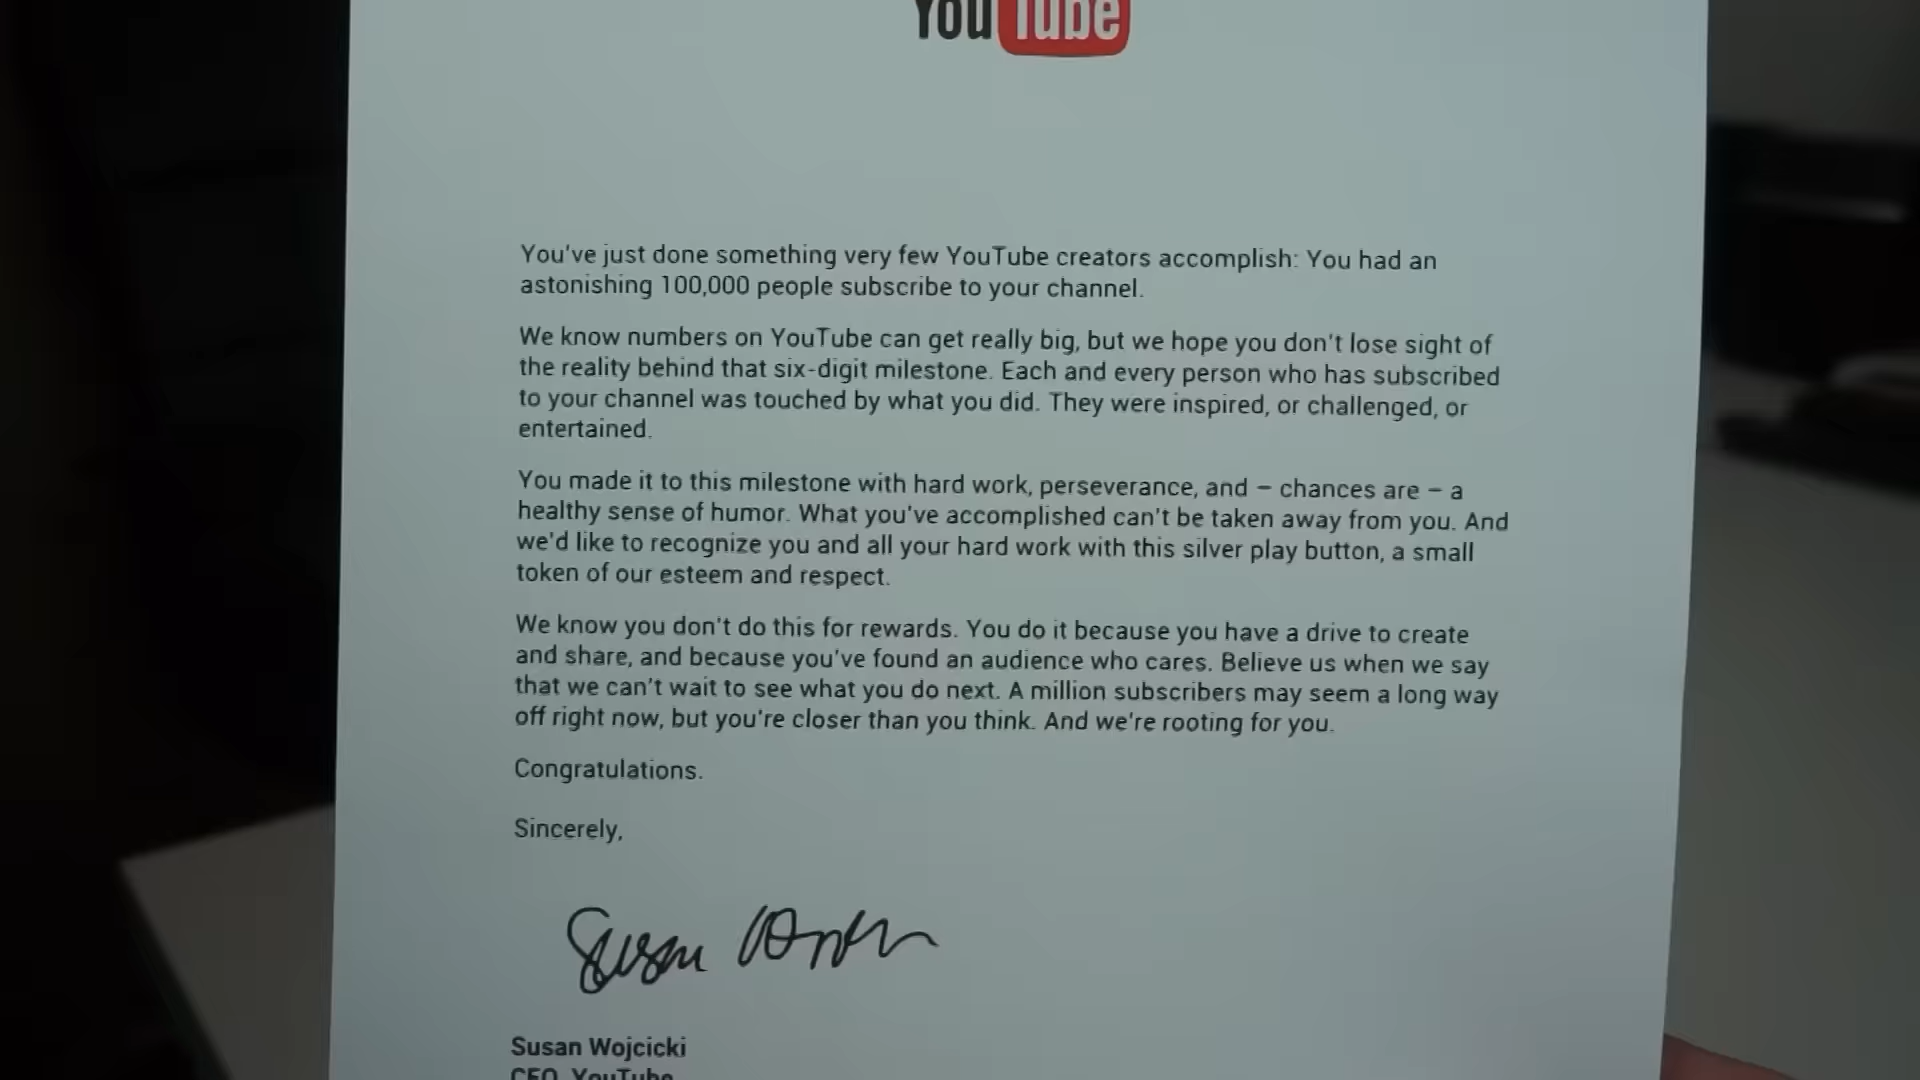 YouTube
You've just done something very few YouTube creators accomplish: You had an
astonishing 100,000 people subscribe to your channel.
We know numbers on YouTube can get really big, but we hope you don't lose sight of
the reality behind that six-digit milestone. Each and every person who has subscribed
to your channel was touched by what you did. They were inspired, or challenged, or
entertained.
You made it to this milestone with hard work, perseverance, and – chances are – a
healthy sense of humor. What you've accomplished can't be taken away from you. And
we'd like to recognize you and all your hard work with this silver play button, a small
token of our esteem and respect.
We know you don't do this for rewards. You do it because you have a drive to create
and share, and because you've found an audience who cares. Believe us when we say
that we can't wait to see what you do next. A million subscribers may seem a long way
off right now, but you're closer than you think. And we're rooting for you.
Congratulations.
Sincerely,
Susan Wojcicki
CEO, YouTube